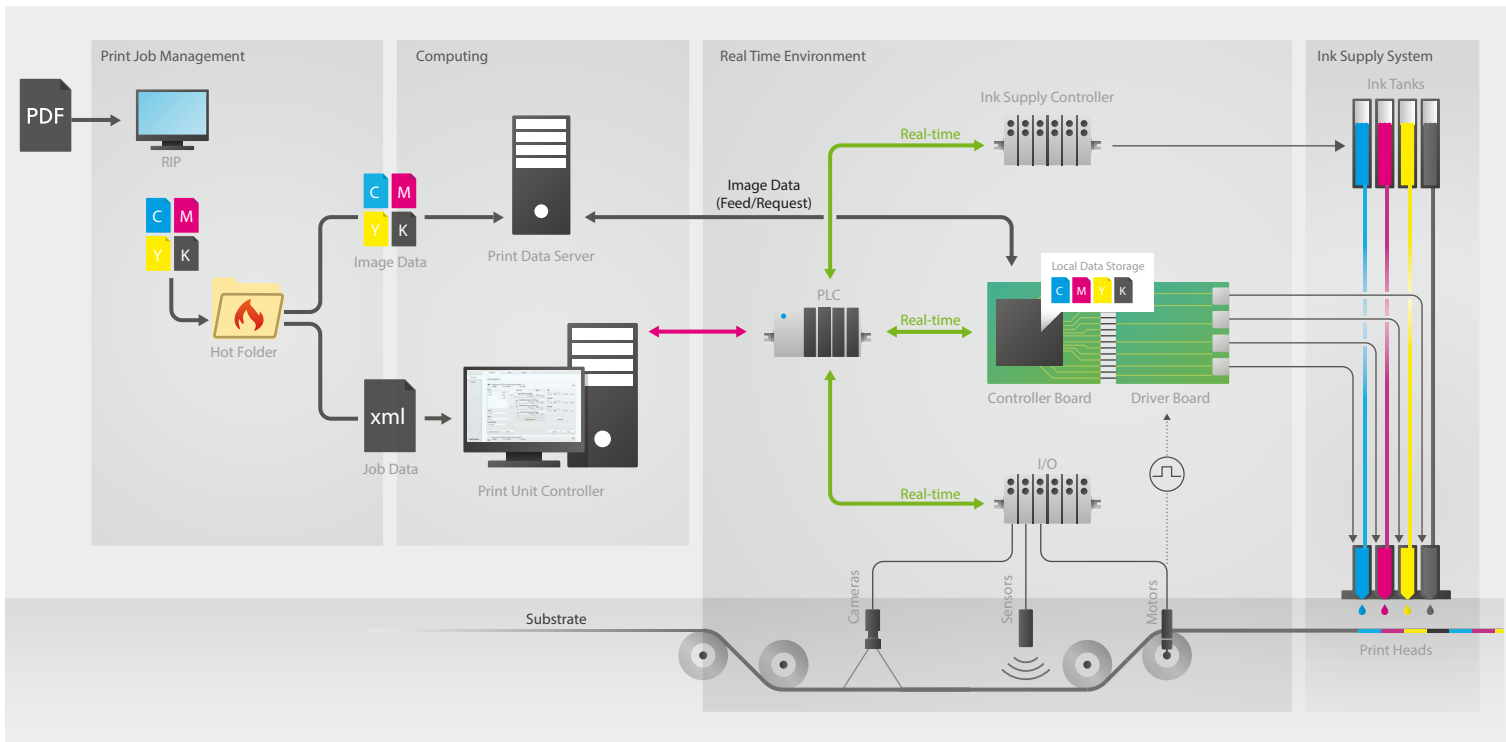 Print Job Management
Computing
Real Time Environment
Ink Supply System
PDF
RIP
C M
Y K
Hot Folder
C M
Y K
Image Data
Print Data Server
xml
Job Data
Print Unit Controller
Image Data
(Feed/Request)
Real-time
Ink Supply Controller
Ink Tanks
PLC
Real-time
Local Data Storage
C M Y K
Controller Board
Driver Board
Real-time
I/O
Cameras
Sensors
Motors
Substrate
Print Heads